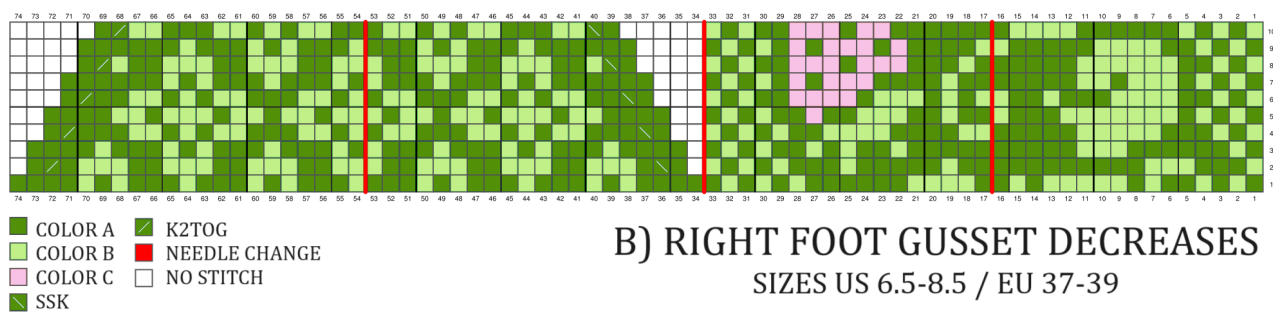 74 73 72 71 70 69 68 67 66 65 64 63 62 61 60 59 58 57 56 55 54 53 52 51 50 49 48 47 46 45 44 43 42 41 40 39 38 37 36 35 34 33 32 31 30 29 28 27 26 25 24 23 22 21 20 19 18 17 16 15 14 13 12 11 10 9 8 7 6 5 4 3 2 1
10
9
8
7
6
5
4
3
2
1
74 73 72 71 70 69 68 67 66 65 64 63 62 61 60 59 58 57 56 55 54 53 52 51 50 49 48 47 46 45 44 43 42 41 40 39 38 37 36 35 34 33 32 31 30 29 28 27 26 25 24 23 22 21 20 19 18 17 16 15 14 13 12 11 10 9 8 7 6 5 4 3 2 1
COLOR A
COLOR B
COLOR C
SSK
K2TOG
NEEDLE CHANGE
NO STITCH
B) RIGHT FOOT GUSSET DECREASES
SIZES US 6.5-8.5 / EU 37-39